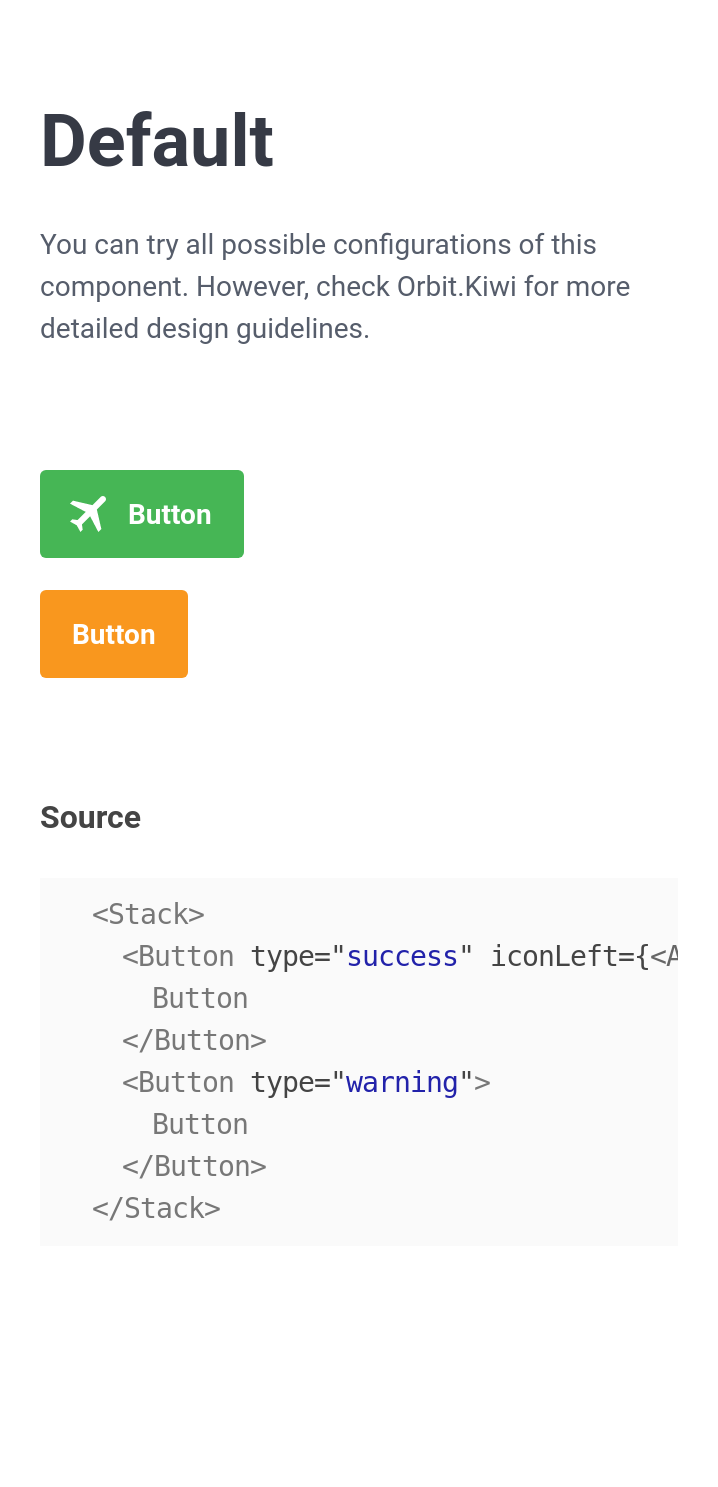 Default
You can try all possible configurations of this
component. However, check Orbit.Kiwi for more
detailed design guidelines.
Button
Button
Source
<Stack>
<Button type="success" iconLeft={<A
Button
</Button>
<Button type="warning">
Button
</Button>
</Stack>